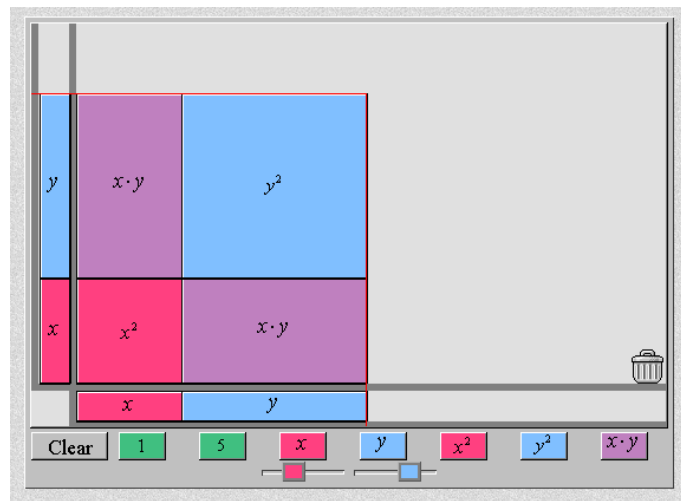 y x · y y²
x x² x · y
x y
Clear 1 5 x y x² y² x · y